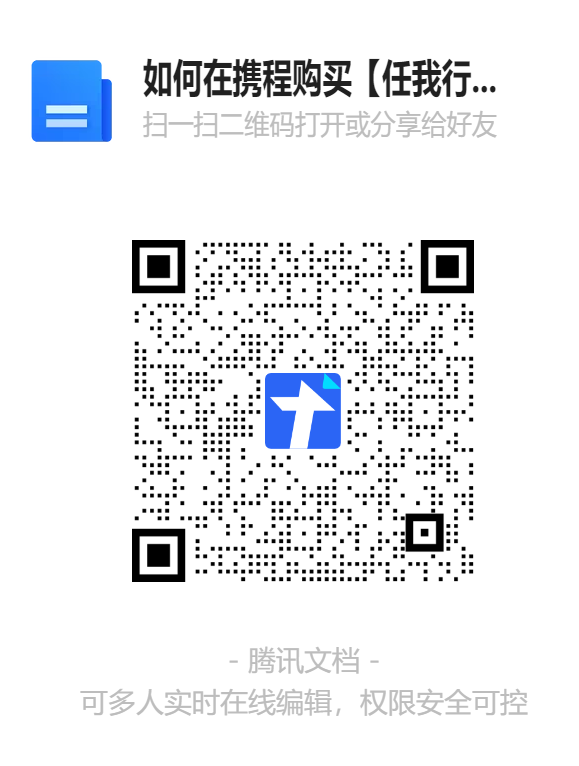 如何在携程购买【任我行...
扫一扫二维码打开或分享给好友
- 腾讯文档 -
可多人实时在线编辑，权限安全可控